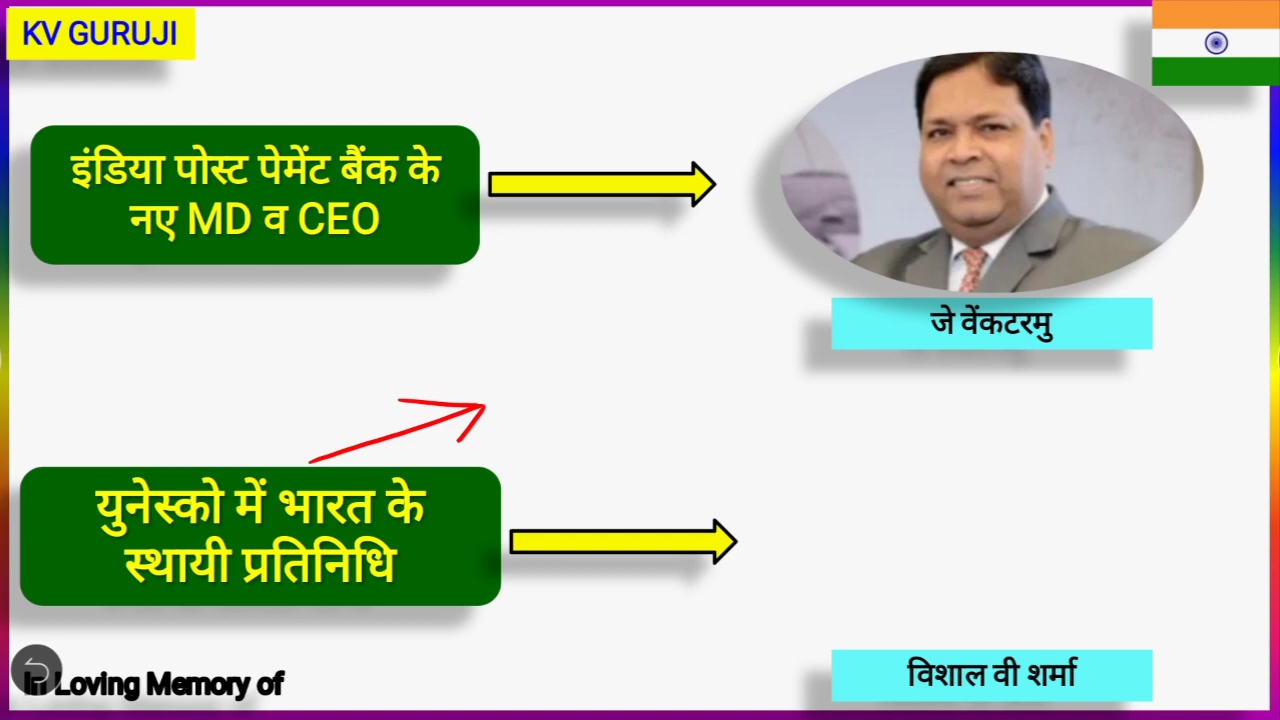 KV GURUJI
इंडिया पोस्ट पेमेंट बैंक के
नए MD व CEO
जे वेंकटरमु
युनेस्को में भारत के
स्थायी प्रतिनिधि
विशाल वी शर्मा
In Loving Memory of